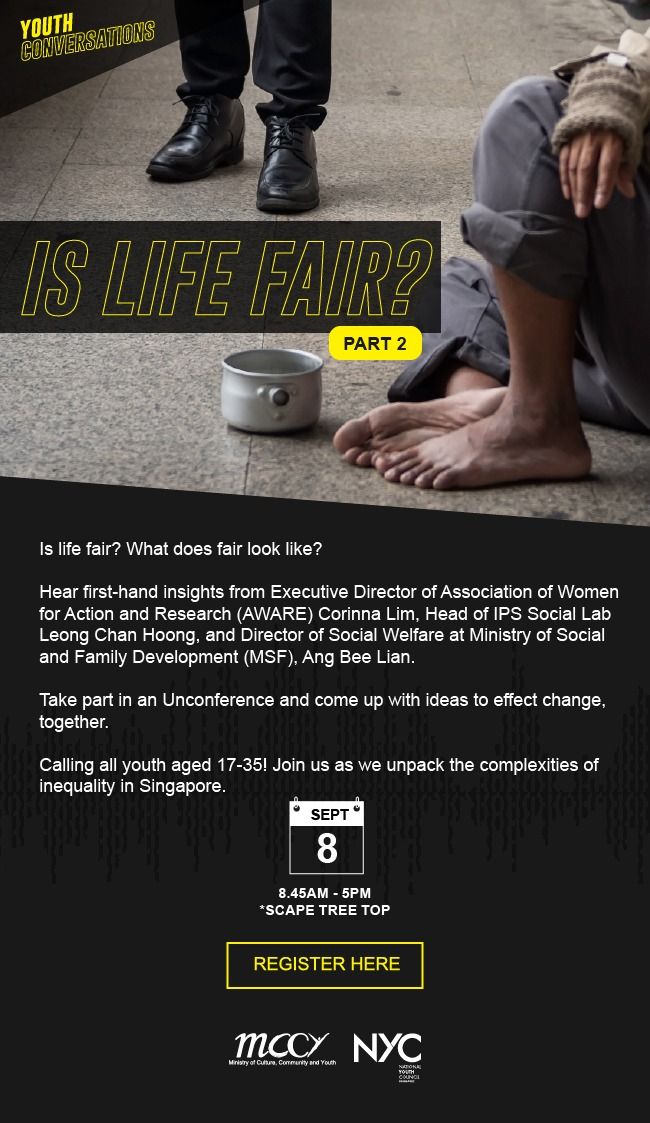 YOUTH
CONVERSATIONS
IS LIFE FAIR?
PART 2
Is life fair? What does fair look like?
Hear first-hand insights from Executive Director of Association of Women
for Action and Research (AWARE) Corinna Lim, Head of IPS Social Lab
Leong Chan Hoong, and Director of Social Welfare at Ministry of Social
and Family Development (MSF), Ang Bee Lian.
Take part in an Unconference and come up with ideas to effect change,
together.
Calling all youth aged 17-35! Join us as we unpack the complexities of
inequality in Singapore.
SEPT
8
8.45AM - 5PM
*SCAPE TREE TOP
REGISTER HERE
mccy
Ministry of Culture, Community and Youth
NYC
NATIONAL
YOUTH
COUNCIL
SINGAPORE